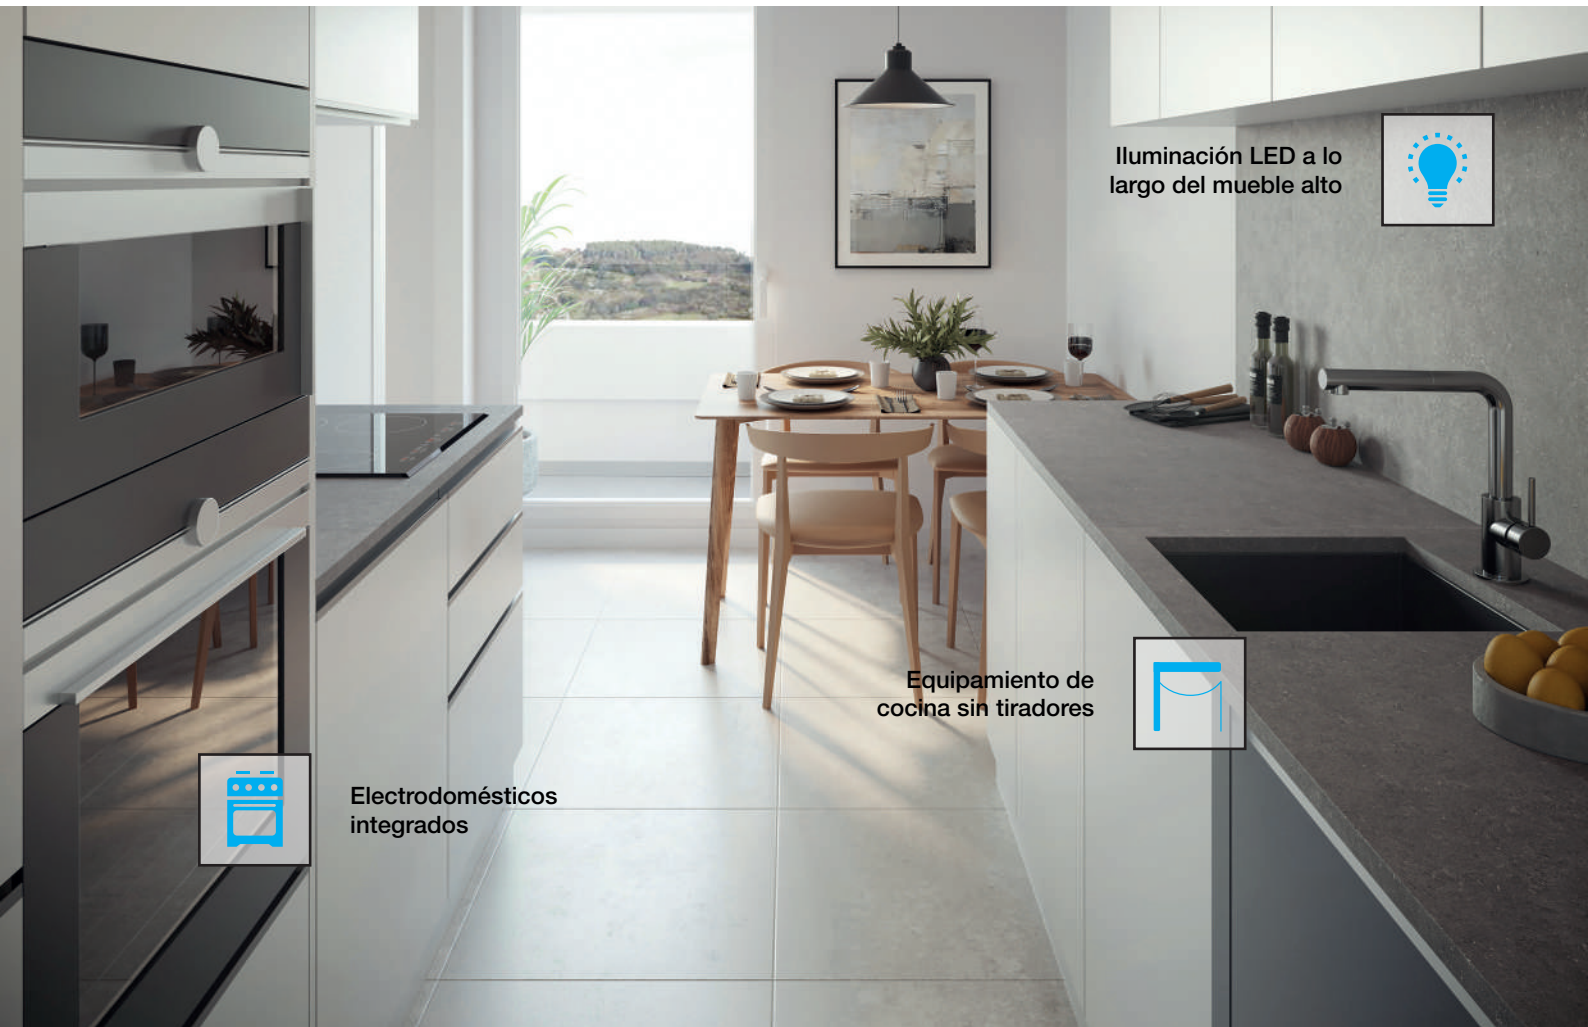 Iluminación LED a lo
largo del mueble alto
Equipamiento de
cocina sin tiradores
Electrodomésticos
integrados